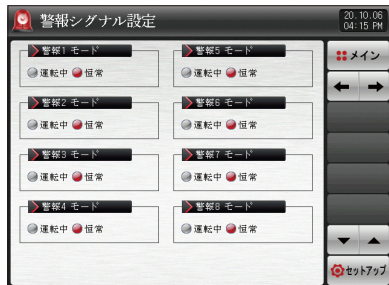 警報シグナル設定
20.10.06
04:15 PM
警報1 モード
運転中 恒常
警報2 モード
運転中 恒常
警報3 モード
運転中 恒常
警報4 モード
運転中 恒常
警報5 モード
運転中 恒常
警報6 モード
運転中 恒常
警報7 モード
運転中 恒常
警報8 モード
運転中 恒常
メイン
セットアップ